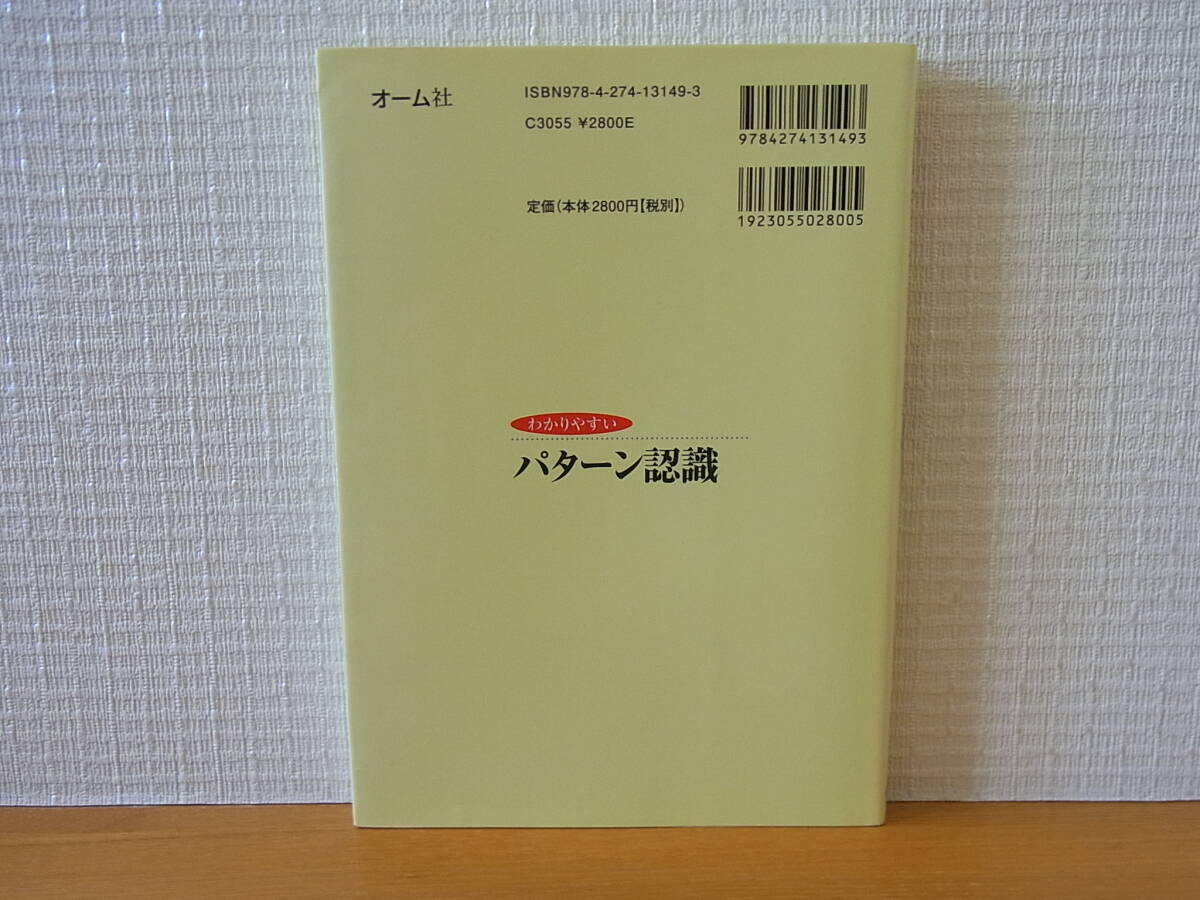 オーム社
ISBN978-4-274-13149-3
C3055 ¥2800E
定価(本体2800円【税別】)
9784274131493
1923055028005
わかりやすい
パターン認識